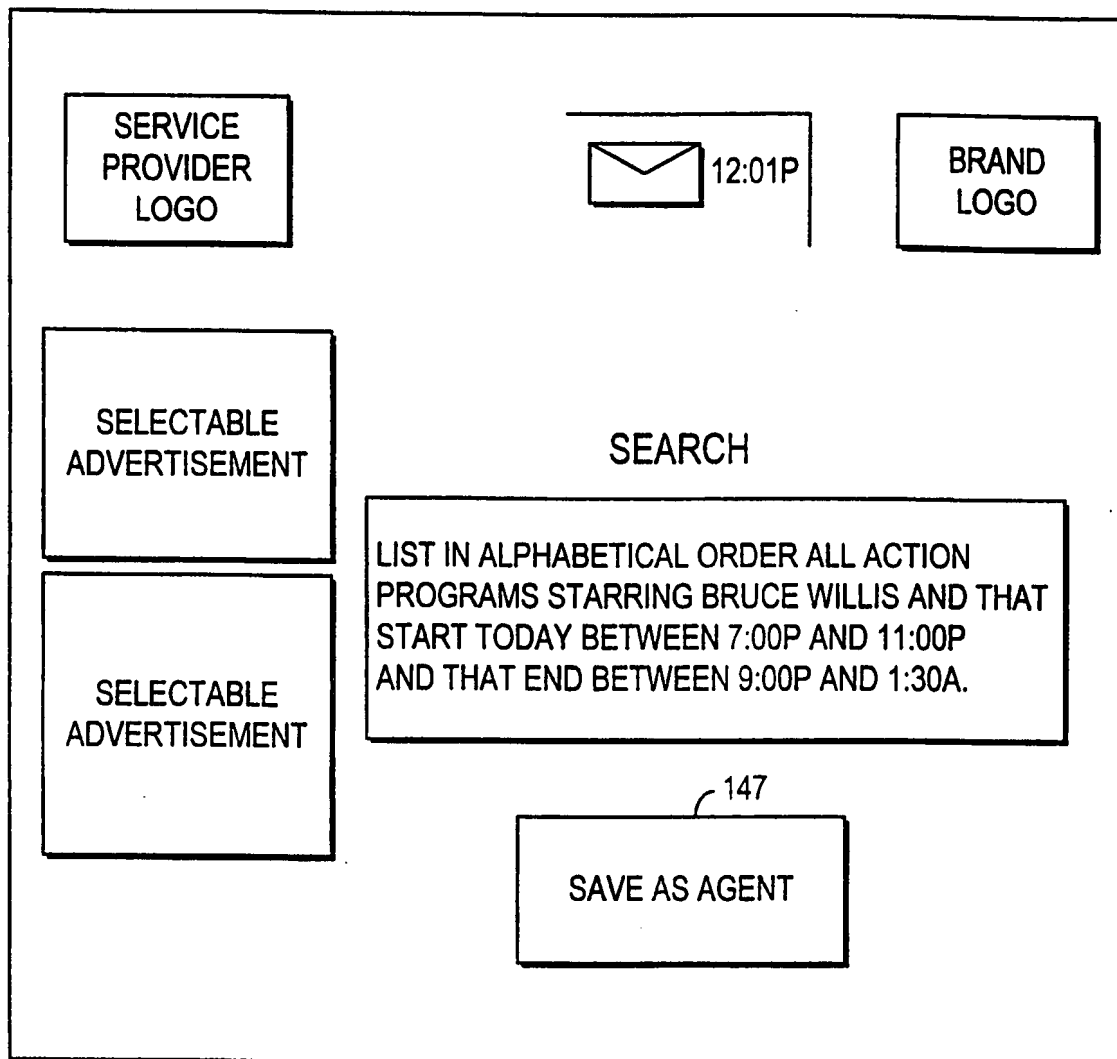 SERVICE
PROVIDER
LOGO
12:01P
BRAND
LOGO
SELECTABLE
ADVERTISEMENT
SEARCH
LIST IN ALPHABETICAL ORDER ALL ACTION
PROGRAMS STARRING BRUCE WILLIS AND THAT
START TODAY BETWEEN 7:00P AND 11:00P
AND THAT END BETWEEN 9:00P AND 1:30A.
SELECTABLE
ADVERTISEMENT
147
SAVE AS AGENT